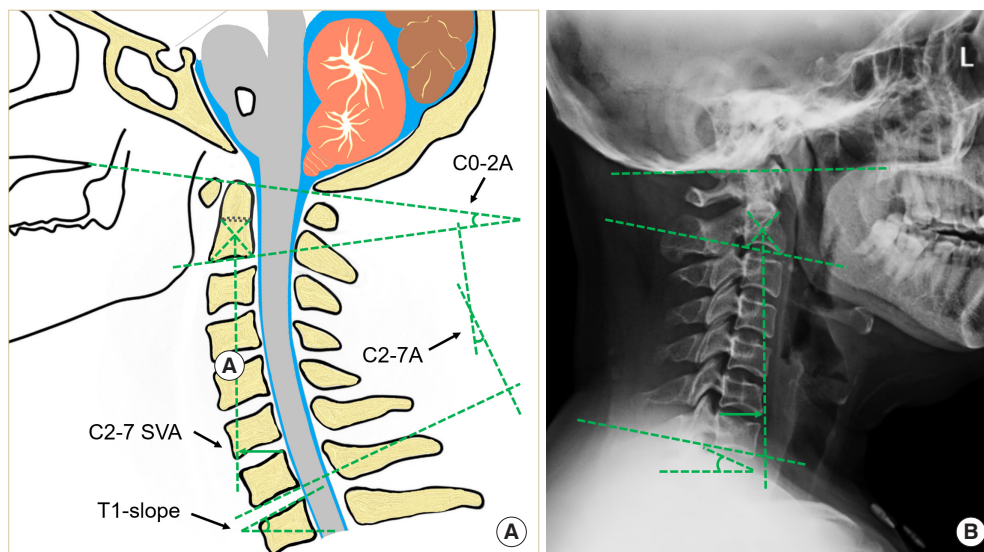 L
C0-2A
C2-7A
A
C2-7 SVA
T1-slope
A
B